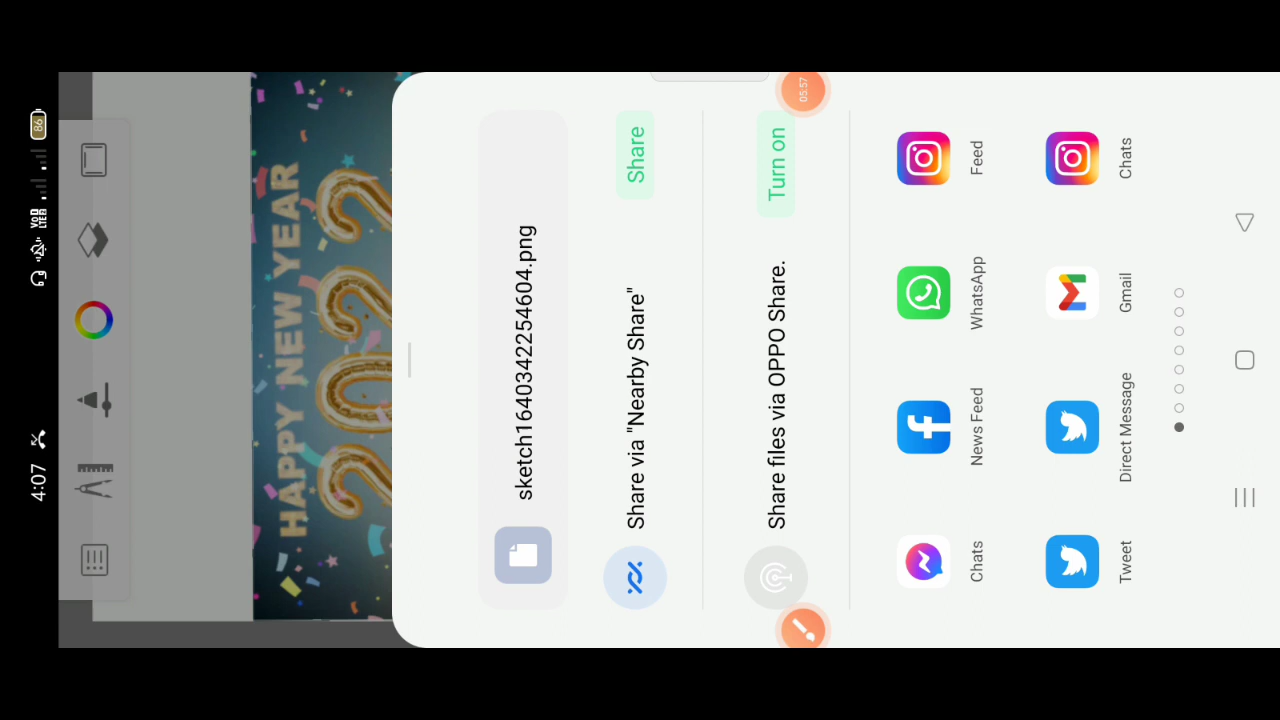 4:07 86
HAPPY NEW YEAR
2022
sketch1640342254604.png
Share via "Nearby Share" Share
Share files via OPPO Share. Turn on
05:57
Chats News Feed WhatsApp Feed
Tweet Direct Message Gmail Chats